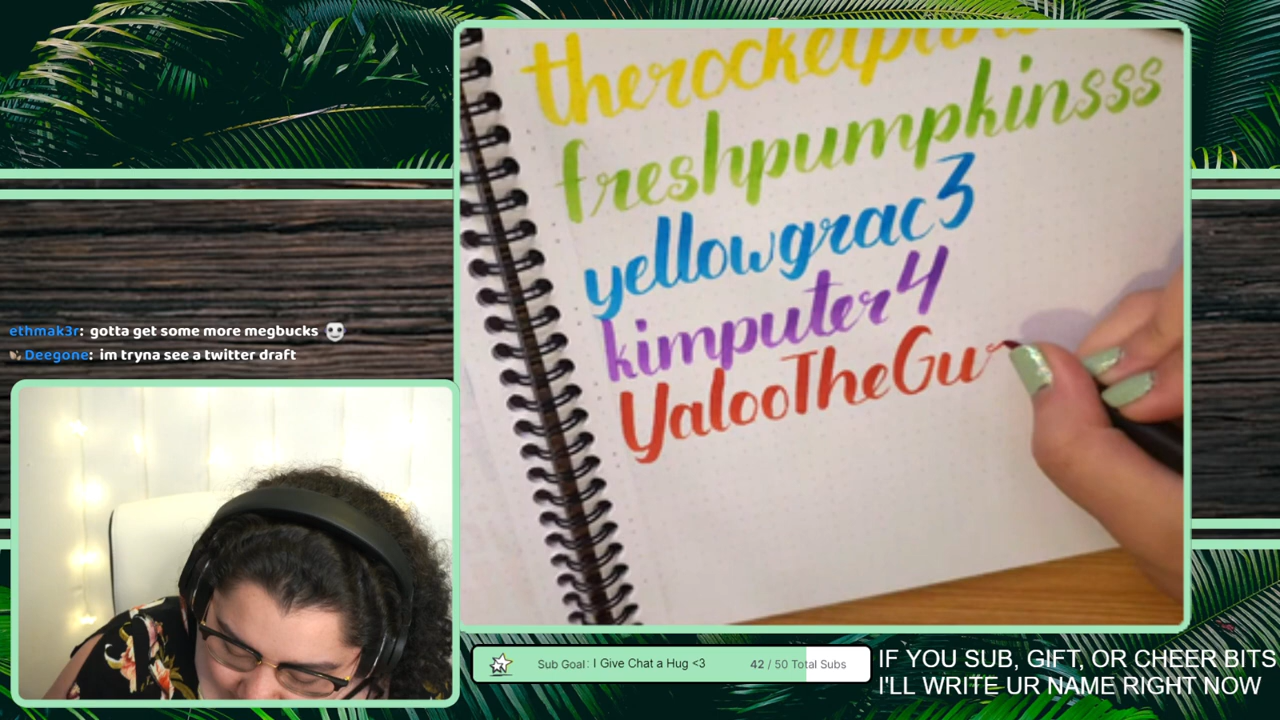 freshpumpkinsss
yellowgrac3
kimputer4
YalooTheGu
ethmak3r: gotta get some more megbucks
Deegone: im tryna see a twitter draft
Sub Goal: I Give Chat a Hug <3
42 / 50 Total Subs
IF YOU SUB, GIFT, OR CHEER BITS
I'LL WRITE UR NAME RIGHT NOW